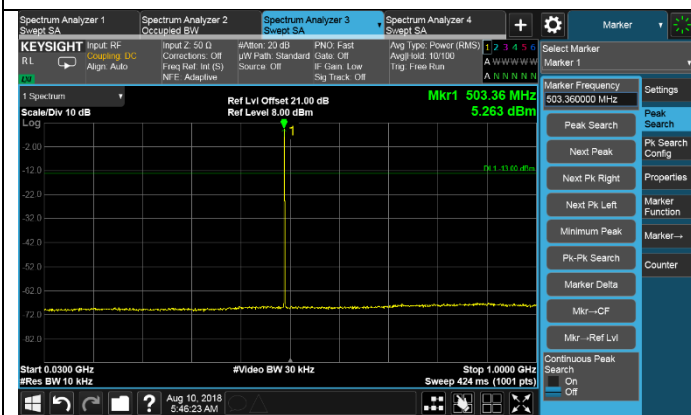 Spectrum Analyzer 1
Swept SA
Spectrum Analyzer 2
Occupied BW
Spectrum Analyzer 3
Swept SA
Spectrum Analyzer 4
Swept SA
+
Marker
KEYSIGHT
RL
Input: RF
Coupling: DC
Align: Auto
Input Z: 50 Ω
Corrections: Off
Freq Ref: Int (S)
NFE: Adaptive
#Atten: 20 dB
µW Path: Standard
Source: Off
PNO: Fast
Gate: Off
IF Gain: Low
Sig Track: Off
Avg Type: Power (RMS)
Avg|Hold: 10/100
Trig: Free Run
1 2 3 4 5 6
A W W W W W
A N N N N N
Select Marker
Marker 1
1 Spectrum
Scale/Div 10 dB
Log
Ref Lvl Offset 21.00 dB
Ref Level 8.00 dBm
Mkr1 503.36 MHz
5.263 dBm
1
DL1 -13.00 dBm
-2.00
-12.0
-22.0
-32.0
-42.0
-52.0
-62.0
-72.0
-82.0
Start 0.0300 GHz
#Res BW 10 kHz
#Video BW 30 kHz
Stop 1.0000 GHz
Sweep 424 ms (1001 pts)
Marker Frequency
503.360000 MHz
Peak Search
Next Peak
Next Pk Right
Next Pk Left
Minimum Peak
Pk-Pk Search
Marker Delta
Mkr→CF
Mkr→Ref Lvl
Continuous Peak
Search
On
Off
Settings
Peak
Search
Pk Search
Config
Properties
Marker
Function
Marker→
Counter
?
Aug 10, 2018
5:46:23 AM